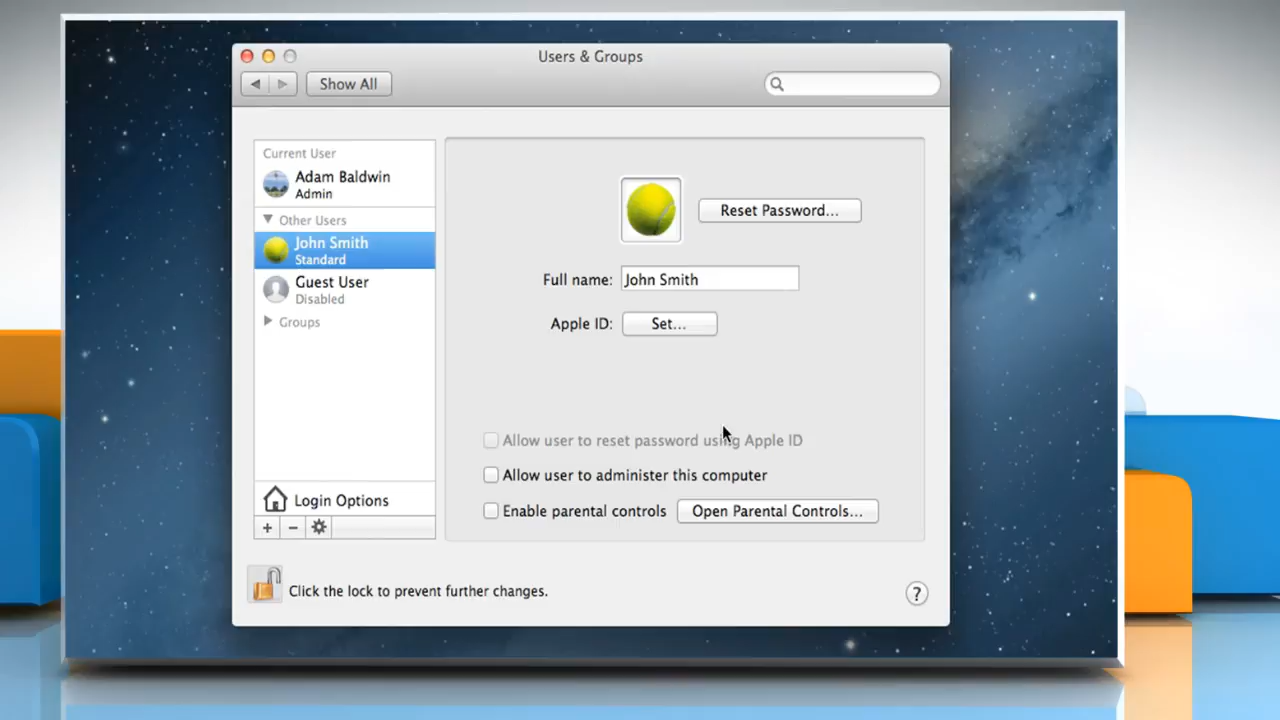 Users & Groups
Show All
Current User
Adam Baldwin
Admin
Other Users
John Smith
Standard
Guest User
Disabled
Groups
Login Options
Reset Password...
Full name: John Smith
Apple ID: Set...
Allow user to reset password using Apple ID
Allow user to administer this computer
Enable parental controls Open Parental Controls...
Click the lock to prevent further changes.
?